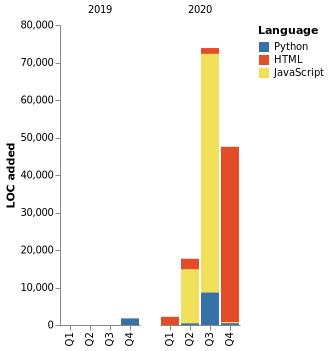 2019 2020
80,000
70,000
60,000
50,000
40,000
30,000
20,000
10,000
0
LOC added
Q1 Q2 Q3 Q4 Q1 Q2 Q3 Q4
Language
Python
HTML
JavaScript